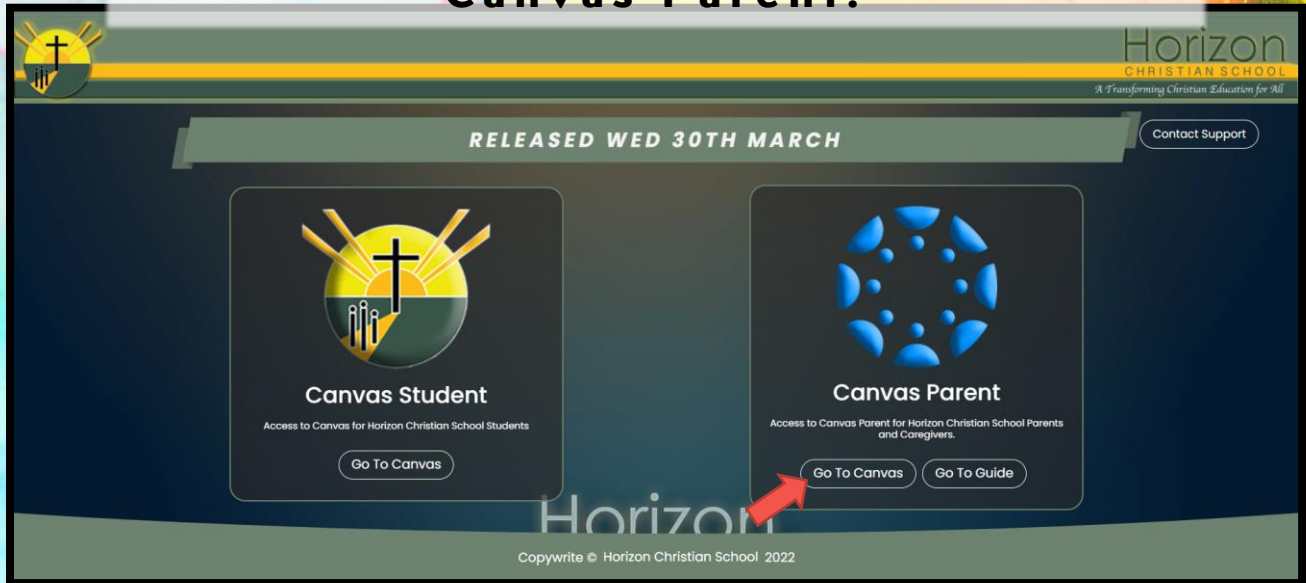 Canvas Parent.
Horizon
CHRISTIAN SCHOOL
A Transforming Christian Education for All
RELEASED WED 30TH MARCH
Contact Support
Canvas Student
Access to Canvas for Horizon Christian School Students
Go To Canvas
Canvas Parent
Access to Canvas Parent for Horizon Christian School Parents
and Caregivers.
Go To Canvas
Go To Guide
Horizon
Copywrite © Horizon Christian School 2022